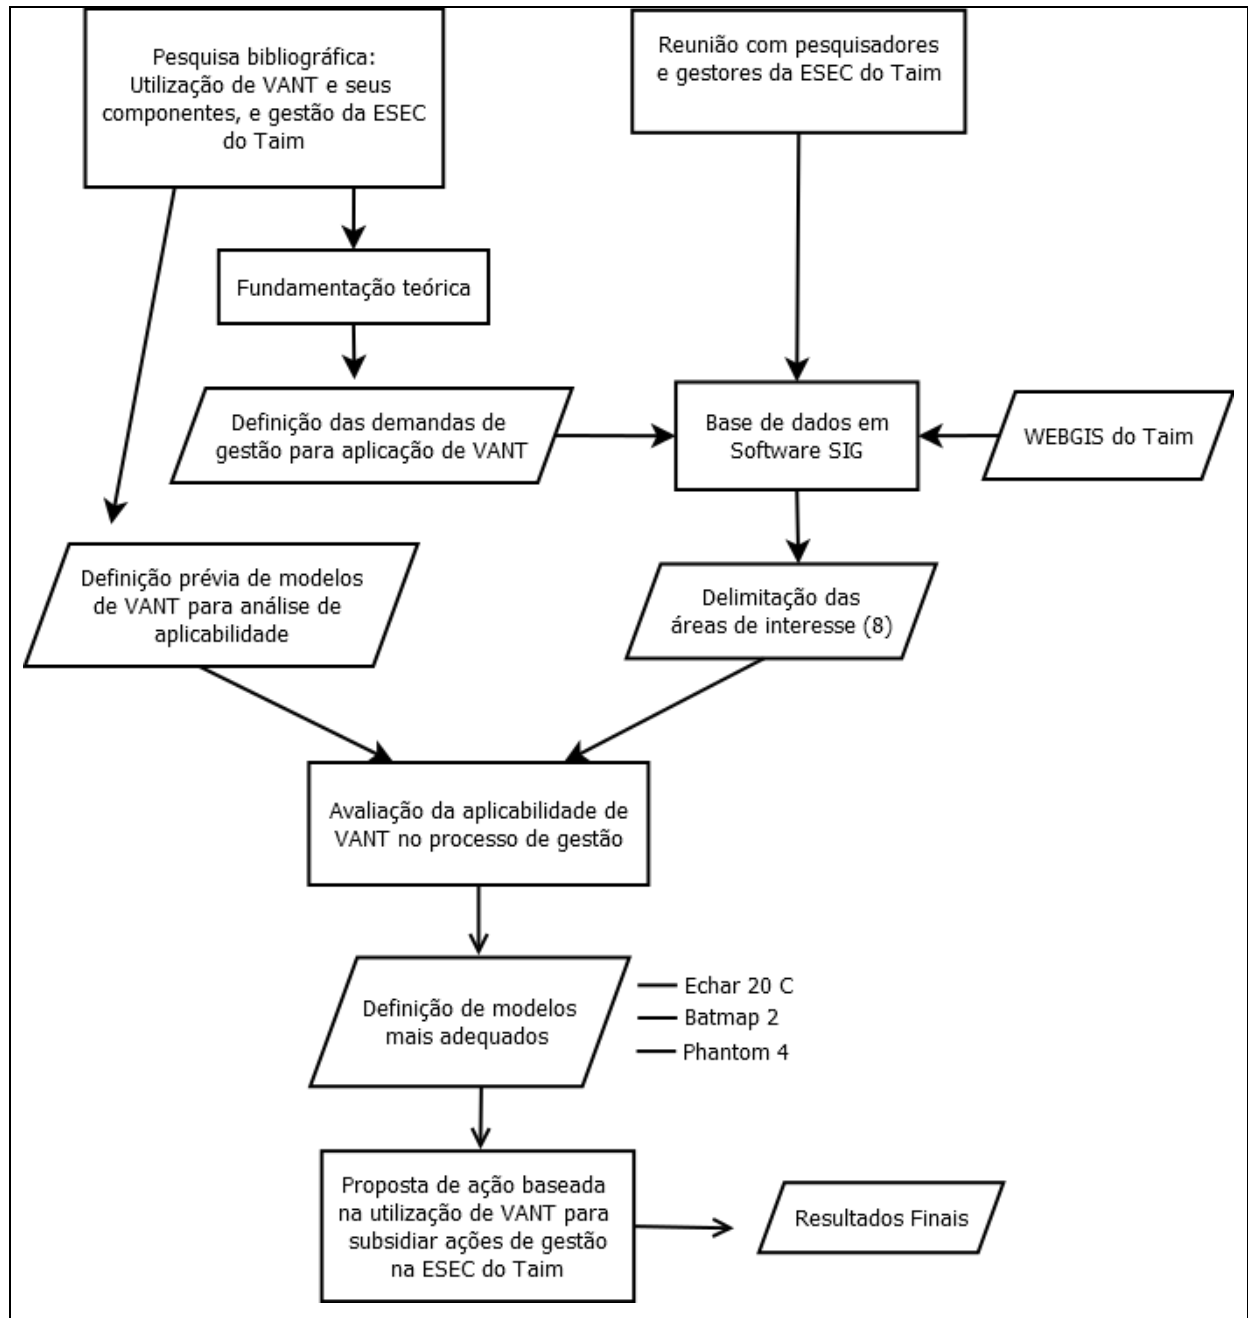 Pesquisa bibliográfica:
Utilização de VANT e seus
componentes, e gestão da ESEC
do Taim
Reunião com pesquisadores
e gestores da ESEC do Taim
Fundamentação teórica
Definição das demandas de
gestão para aplicação de VANT
Base de dados em
Software SIG
WEBGIS do Taim
Definição prévia de modelos
de VANT para análise de
aplicabilidade
Delimitação das
áreas de interesse (8)
Avaliação da aplicabilidade de
VANT no processo de gestão
Definição de modelos
mais adequados
Echar 20 C
Batmap 2
Phantom 4
Proposta de ação baseada
na utilização de VANT para
subsidiar ações de gestão
na ESEC do Taim
Resultados Finais